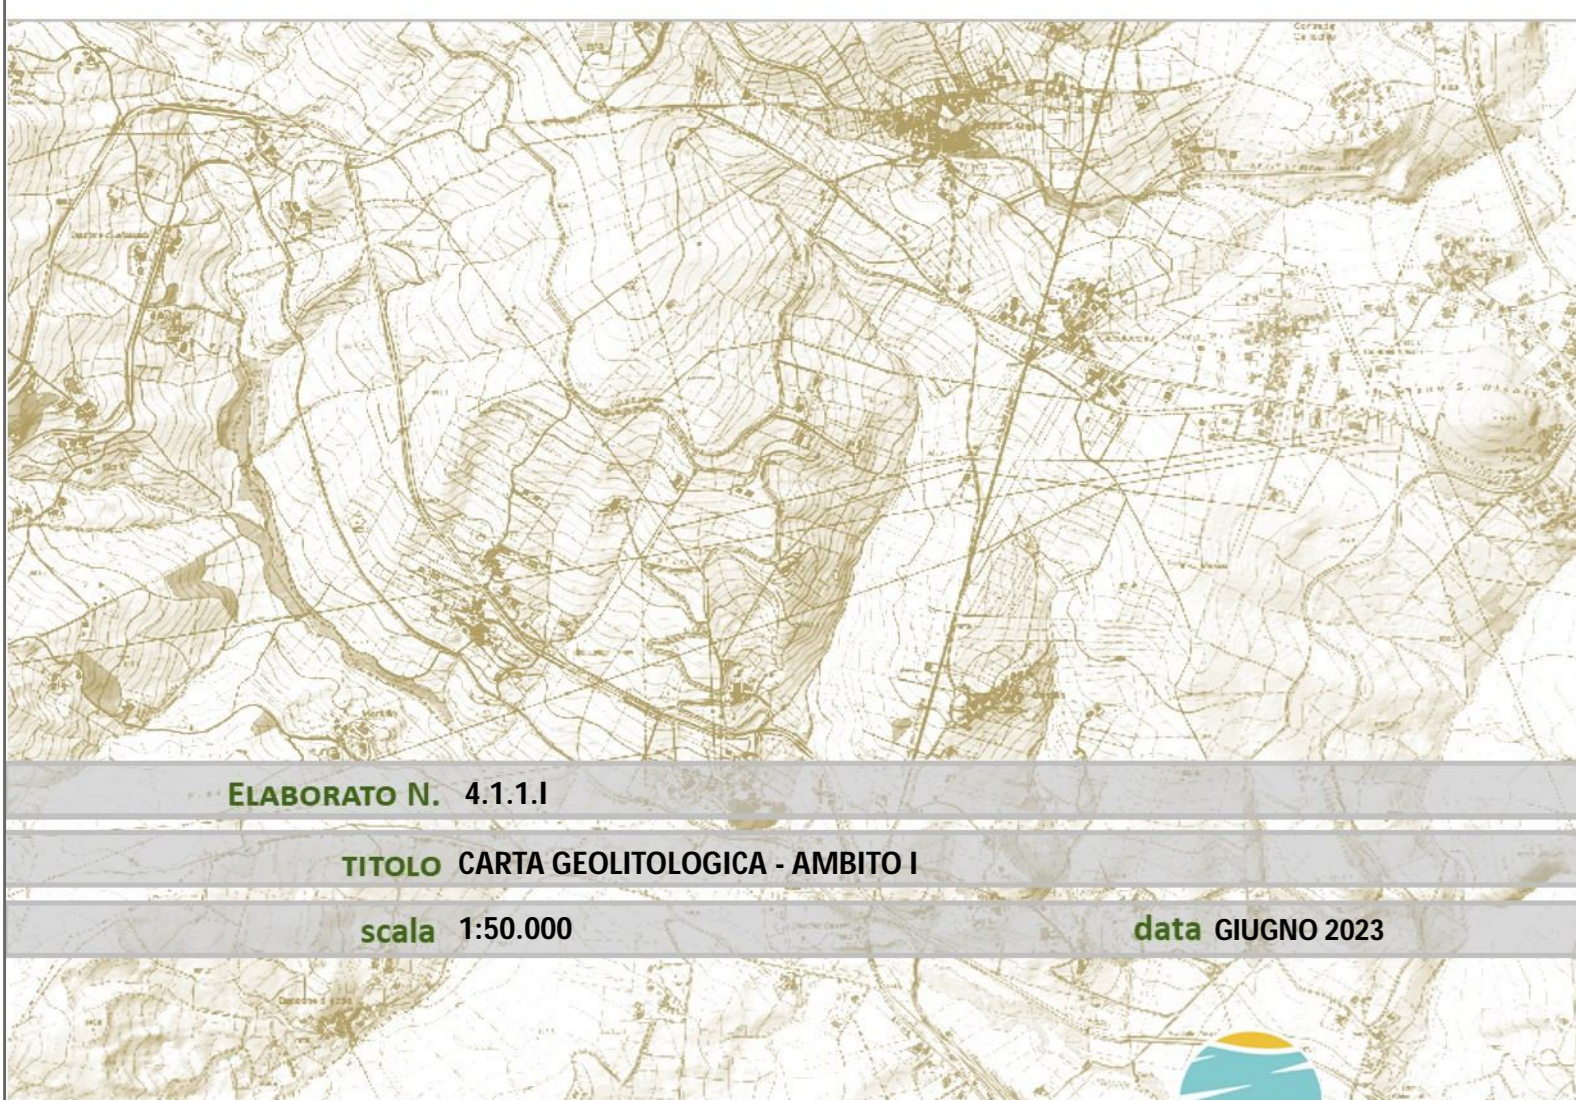 ELABORATO N. 4.1.1.I
TITOLO CARTA GEOLITOLOGICA - AMBITO I
scala 1:50.000 data GIUGNO 2023